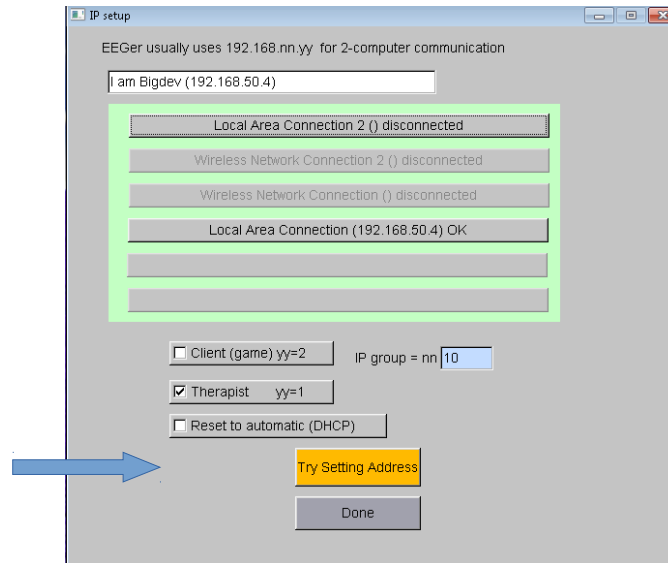 IP setup
EEGer usually uses 192.168.nn.yy for 2-computer communication
I am Bigdev (192.168.50.4)
Local Area Connection 2 () disconnected
Wireless Network Connection 2 () disconnected
Wireless Network Connection () disconnected
Local Area Connection (192.168.50.4) OK
Client (game) yy=2
IP group = nn 10
Therapist yy=1
Reset to automatic (DHCP)
Try Setting Address
Done